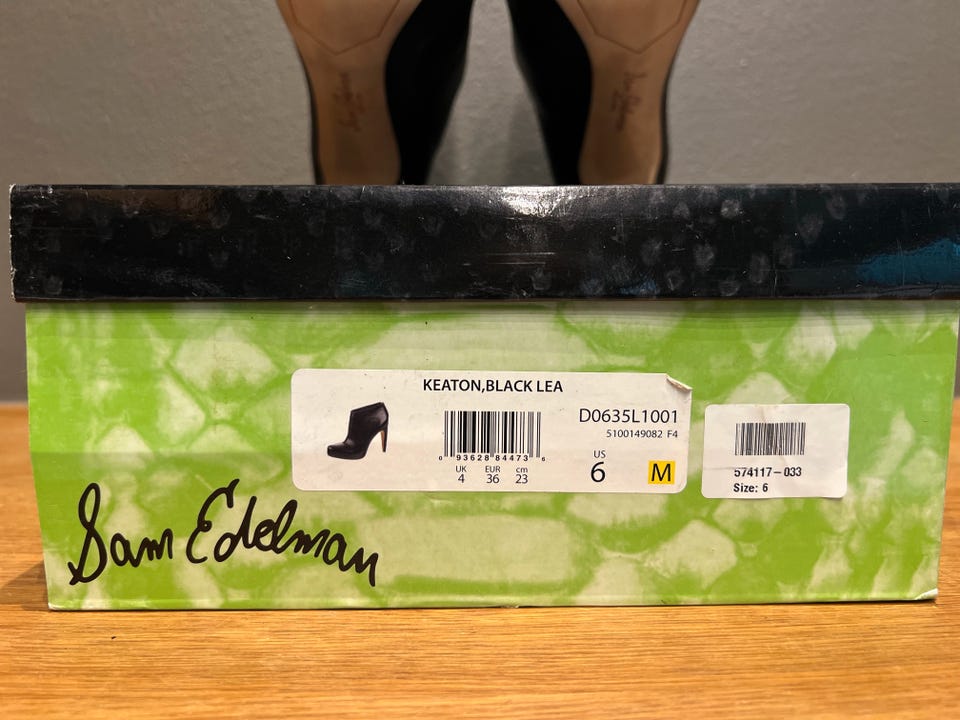 KEATON,BLACK LEA
D0635L1001
5100149082 F4
0 93628 84473 6
UK EUR cm
4 36 23
US
6 M
574117-033
Size: 6
Sam Edelman